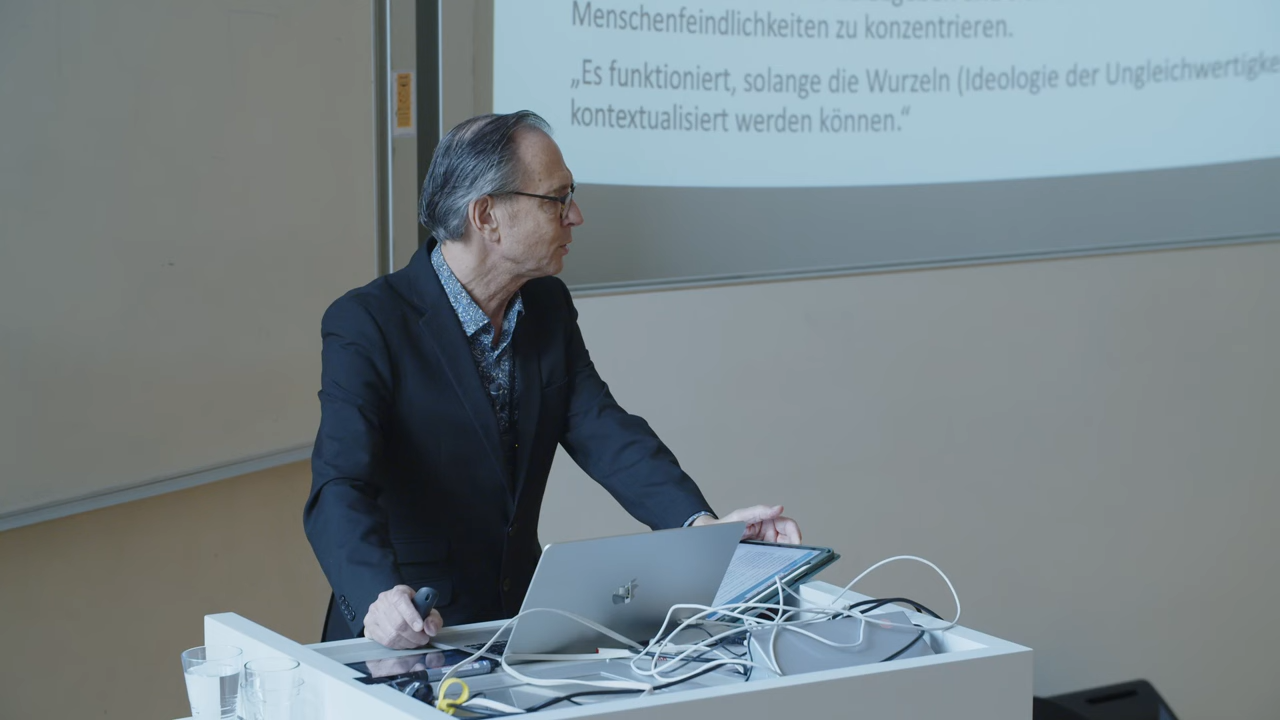 Menschenfeindlichkeiten zu konzentrieren.
„Es funktioniert, solange die Wurzeln (Ideologie der Ungleichwertigke
kontextualisiert werden können.“